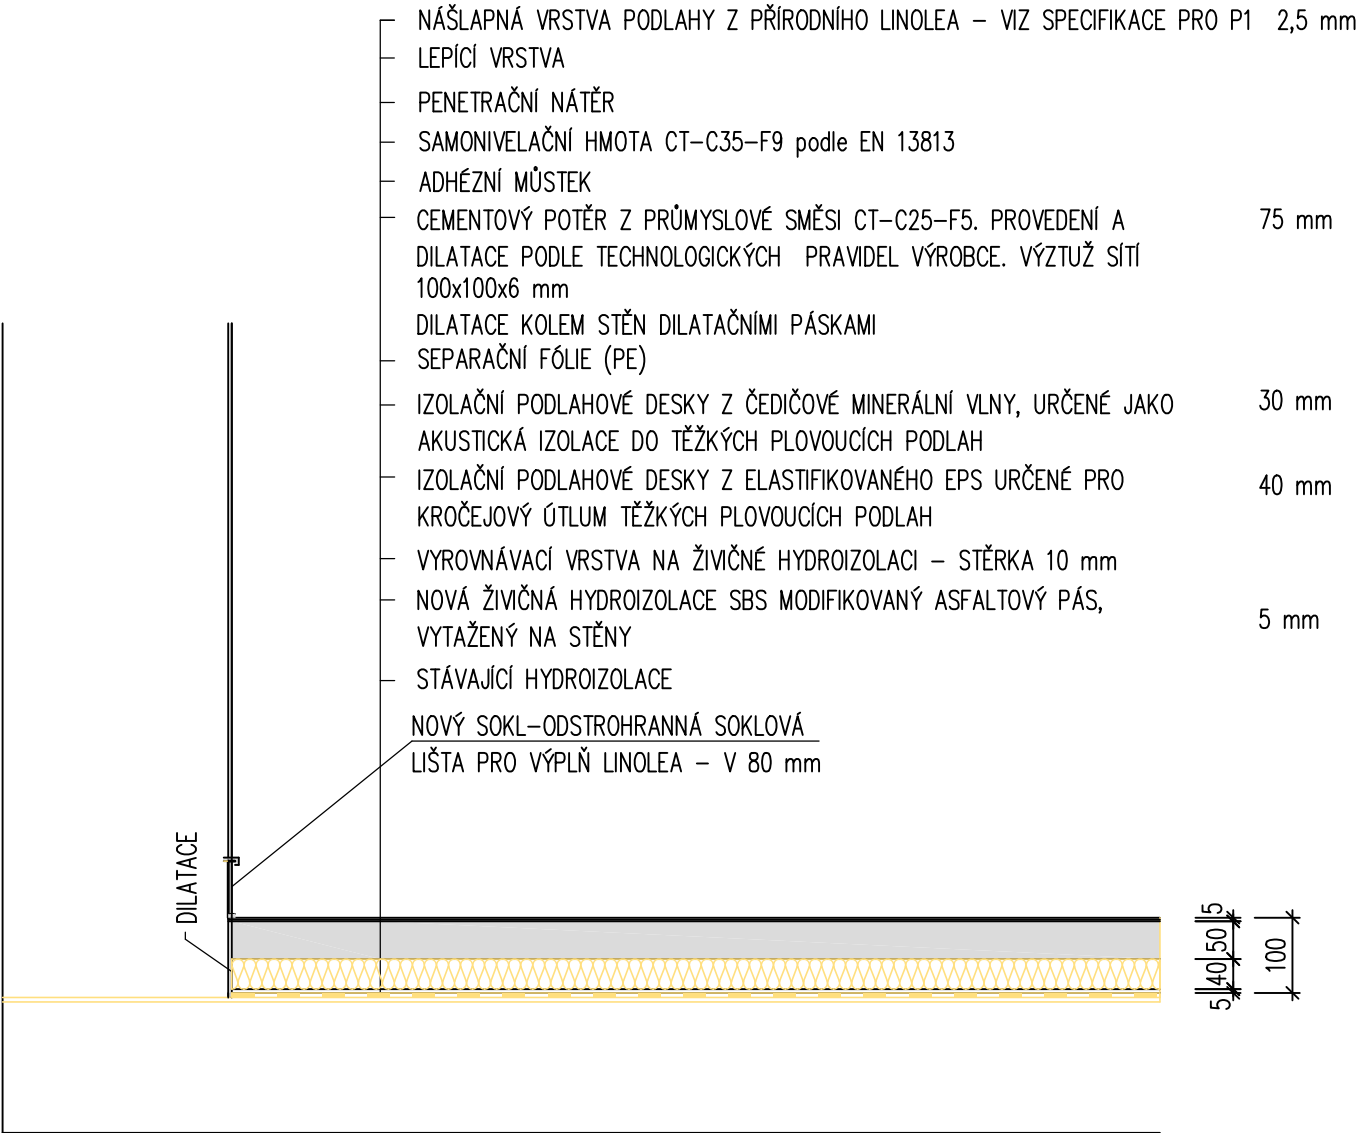 NÁŠLAPNÁ VRSTVA PODLAHY Z PŘÍRODNÍHO LINOLEA – VIZ SPECIFIKACE PRO P1 2,5 mm
LEPÍCÍ VRSTVA
PENETRAČNÍ NÁTĚR
SAMONIVELAČNÍ HMOTA CT-C35-F9 podle EN 13813
ADHÉZNÍ MŮSTEK
CEMENTOVÝ POTĚR Z PRŮMYSLOVÉ SMĚSI CT-C25-F5. PROVEDENÍ A 75 mm
DILATACE PODLE TECHNOLOGICKÝCH PRAVIDEL VÝROBCE. VÝZTUŽ SÍTÍ
100x100x6 mm
DILATACE KOLEM STĚN DILATAČNÍMI PÁSKAMI
SEPARAČNÍ FÓLIE (PE)
IZOLAČNÍ PODLAHOVÉ DESKY Z ČEDIČOVÉ MINERÁLNÍ VLNY, URČENÉ JAKO 30 mm
AKUSTICKÁ IZOLACE DO TĚŽKÝCH PLOVOUCÍCH PODLAH
IZOLAČNÍ PODLAHOVÉ DESKY Z ELASTIFIKOVANÉHO EPS URČENÉ PRO 40 mm
KROČEJOVÝ ÚTLUM TĚŽKÝCH PLOVOUCÍCH PODLAH
VYROVNÁVACÍ VRSTVA NA ŽIVIČNÉ HYDROIZOLACI – STĚRKA 10 mm
NOVÁ ŽIVIČNÁ HYDROIZOLACE SBS MODIFIKOVANÝ ASFALTOVÝ PÁS, 5 mm
VYTAŽENÝ NA STĚNY
STÁVAJÍCÍ HYDROIZOLACE
NOVÝ SOKL-ODSTROHRANNÁ SOKLOVÁ
LIŠTA PRO VÝPLŇ LINOLEA – V 80 mm
DILATACE
5
50
40
5
100